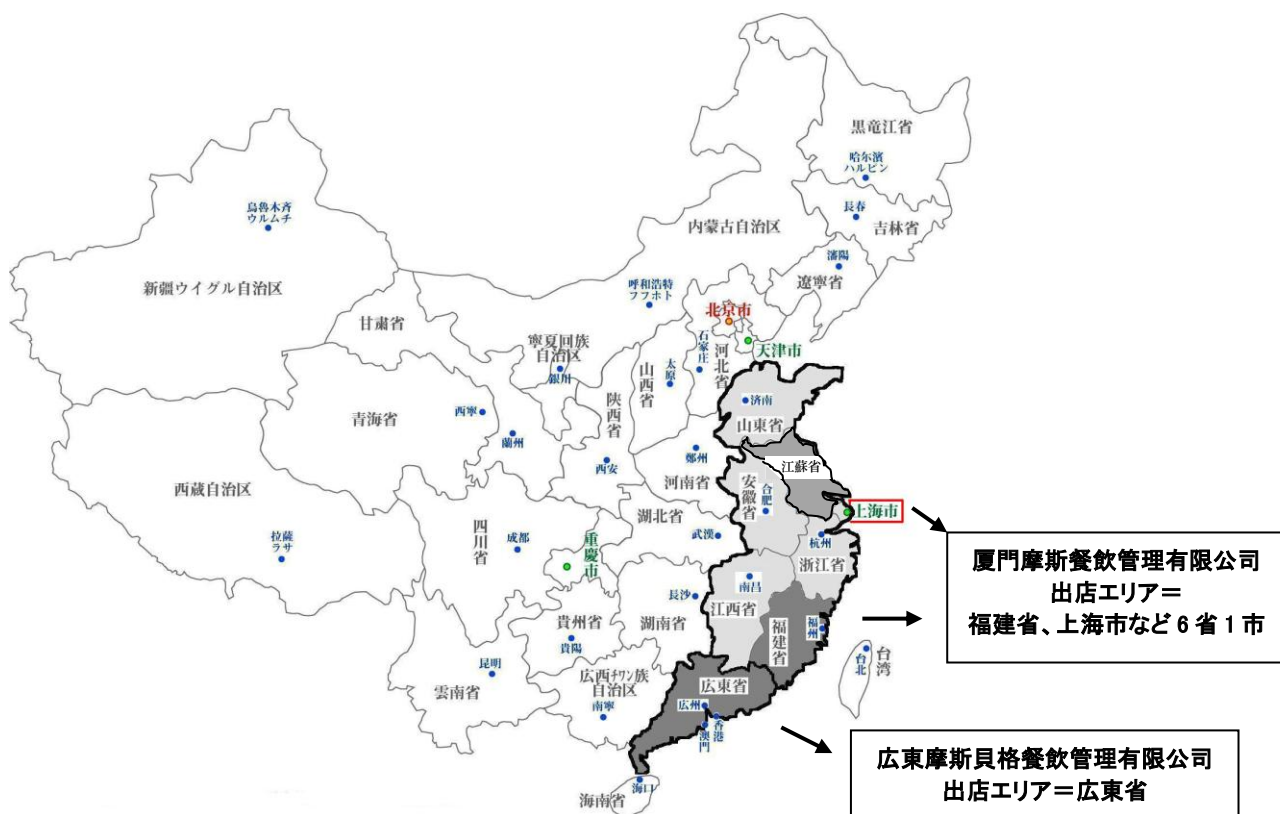 黒竜江省
哈尔濱
ハルビン
長春
吉林省
烏魯木斉
ウルムチ
内蒙古自治区
瀋陽
遼寧省
新疆ウイグル自治区
呼和浩特
フフホト
北京市
甘粛省
天津市
寧夏回族
自治区
銀川
石家庄
河北省
山西省
太原
陝西省
済南
山東省
青海省
西寧
蘭州
西安
鄭州
河南省
江蘇省
安徽省
合肥
上海市
西蔵自治区
拉薩
ラサ
四川省
成都
重慶市
湖北省
武漢
杭州
浙江省
厦門摩斯餐飲管理有限公司
出店エリア=
福建省、上海市など 6 省 1 市
長沙
湖南省
南昌
江西省
福建省
福州
貴州省
貴陽
台湾
台北
昆明
雲南省
広西チワン族
自治区
南寧
広東省
広州
香港
澳門
海口
海南省
広東摩斯貝格餐飲管理有限公司
出店エリア=広東省